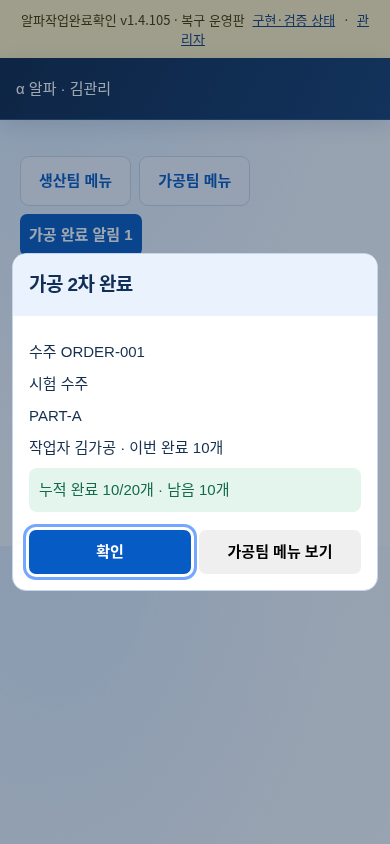 알파작업완료확인 v1.4.105 · 복구 운영판 구현·검증 상태 · 관
리자
α 알파 · 김관리
생산팀 메뉴 가공팀 메뉴
가공 완료 알림 1
가공 2차 완료
수주 ORDER-001
시험 수주
PART-A
작업자 김가공 · 이번 완료 10개
누적 완료 10/20개 · 남음 10개
확인 가공팀 메뉴 보기